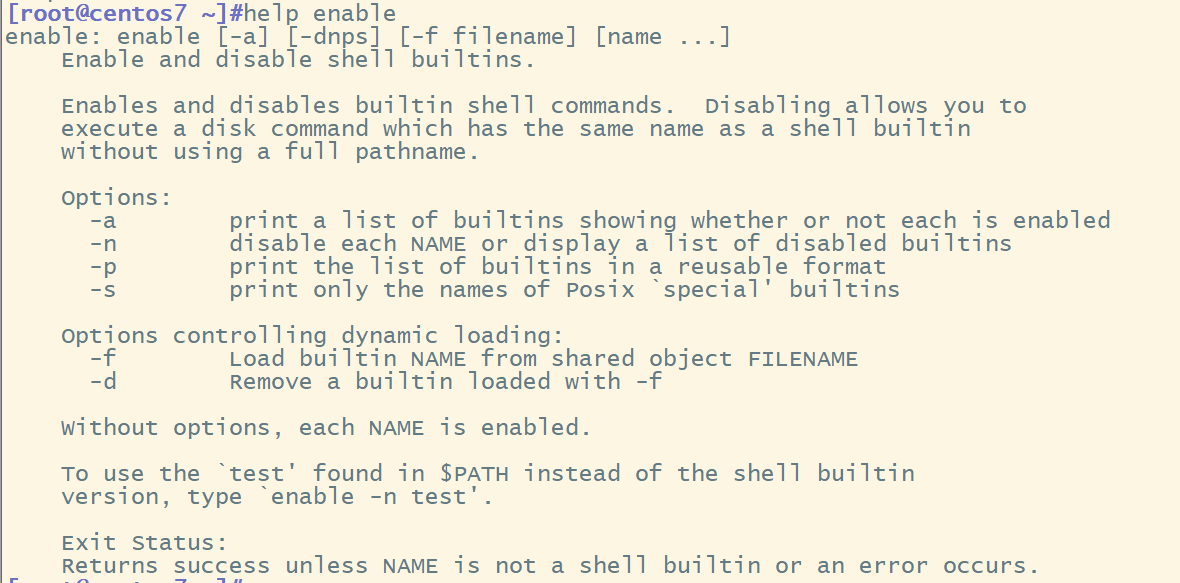 [root@centos7 ~]#help enable
enable: enable [-a] [-dnps] [-f filename] [name ...]
    Enable and disable shell builtins.

    Enables and disables builtin shell commands.  Disabling allows you to
    execute a disk command which has the same name as a shell builtin
    without using a full pathname.

    Options:
      -a        print a list of builtins showing whether or not each is enabled
      -n        disable each NAME or display a list of disabled builtins
      -p        print the list of builtins in a reusable format
      -s        print only the names of Posix `special' builtins

    Options controlling dynamic loading:
      -f        Load builtin NAME from shared object FILENAME
      -d        Remove a builtin loaded with -f

    Without options, each NAME is enabled.

    To use the `test' found in $PATH instead of the shell builtin
    version, type `enable -n test'.

    Exit Status:
    Returns success unless NAME is not a shell builtin or an error occurs.